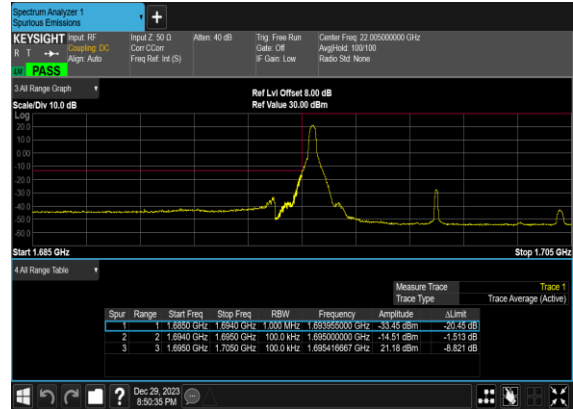 Spectrum Analyzer 1
Spurious Emissions
KEYSIGHT
Input: RF
Input Z: 50 Ω
Atten: 40 dB
Trig: Free Run
Center Freq: 22.005000000 GHz
R T
Coupling: DC
Corr CCorr
Gate: Off
Avg|Hold: 100/100
Align: Auto
Freq Ref: Int (S)
IF Gain: Low
Radio Std: None
PASS
3 All Range Graph
Ref Lvl Offset 8.00 dB
Scale/Div 10.0 dB
Ref Value 30.00 dBm
Log
20.0
10.0
0.00
-10.0
-20.0
-30.0
-40.0
-50.0
-60.0
Start 1.685 GHz
Stop 1.705 GHz
4 All Range Table
Measure Trace Trace 1
Trace Type Trace Average (Active)
Spur Range Start Freq Stop Freq RBW Frequency Amplitude ΔLimit
1 1 1.6850 GHz 1.6940 GHz 1.000 MHz 1.693955000 GHz -33.45 dBm -20.45 dB
2 2 1.6940 GHz 1.6950 GHz 100.0 kHz 1.695000000 GHz -14.51 dBm -1.513 dB
3 3 1.6950 GHz 1.7050 GHz 100.0 kHz 1.695416667 GHz 21.18 dBm -8.821 dB
?
Dec 29, 2023
8:50:35 PM